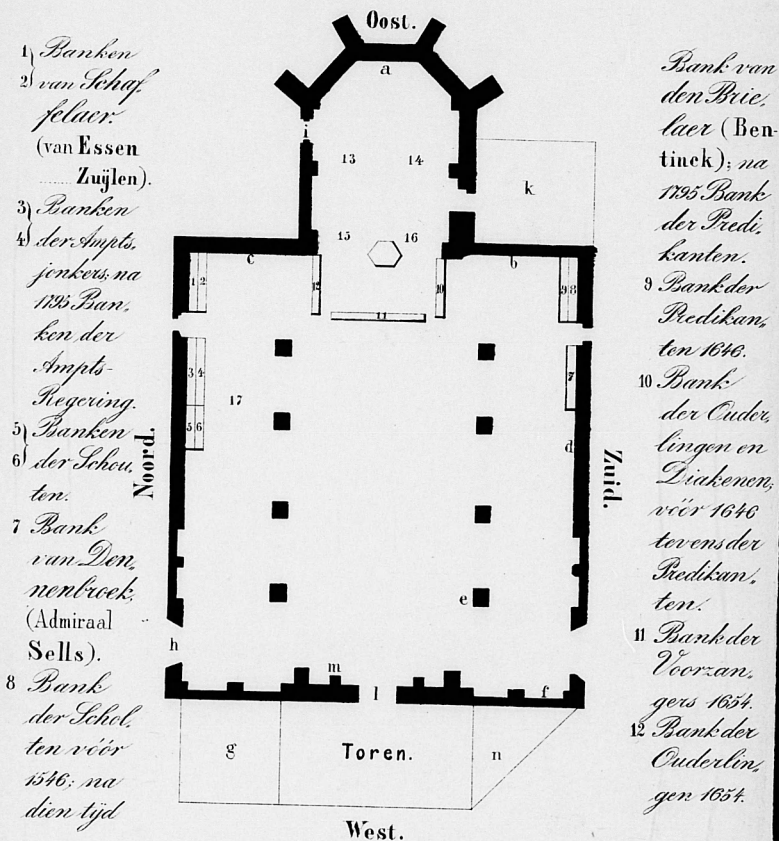 Oost.
1} Banken
2} van Schaf,
felaer.
(van Essen
Zuÿlen).
3} Banken
4} der Ampts,
jonkers; na
1795 Ban,
ken der
Ampts-
Regering.
5} Banken
6} der Schou,
ten.
7 Bank
van Den,
nenbroek,
(Admiraal
Sells).
8 Bank
der Schol,
ten vóór
1546; na
dien tijd
a
i
13 14
k
15 16
c b
1 2 12 11 10 9 8
3 4
7
17
5 6
d
Noord.
Zuid.
e
h
m
l
f
g
Toren.
n
West.
Bank van
den Brie,
laer (Ben-
tinck); na
1795 Bank
der Predi,
kanten.
9 Bank der
Predikan,
ten 1646.
10 Bank
der Ouder,
lingen en
Diakenen;
vóór 1646
tevens der
Predikan,
ten.
11 Bank der
Voorzan,
gers 1654.
12 Bank der
Ouderlin,
gen 1654.